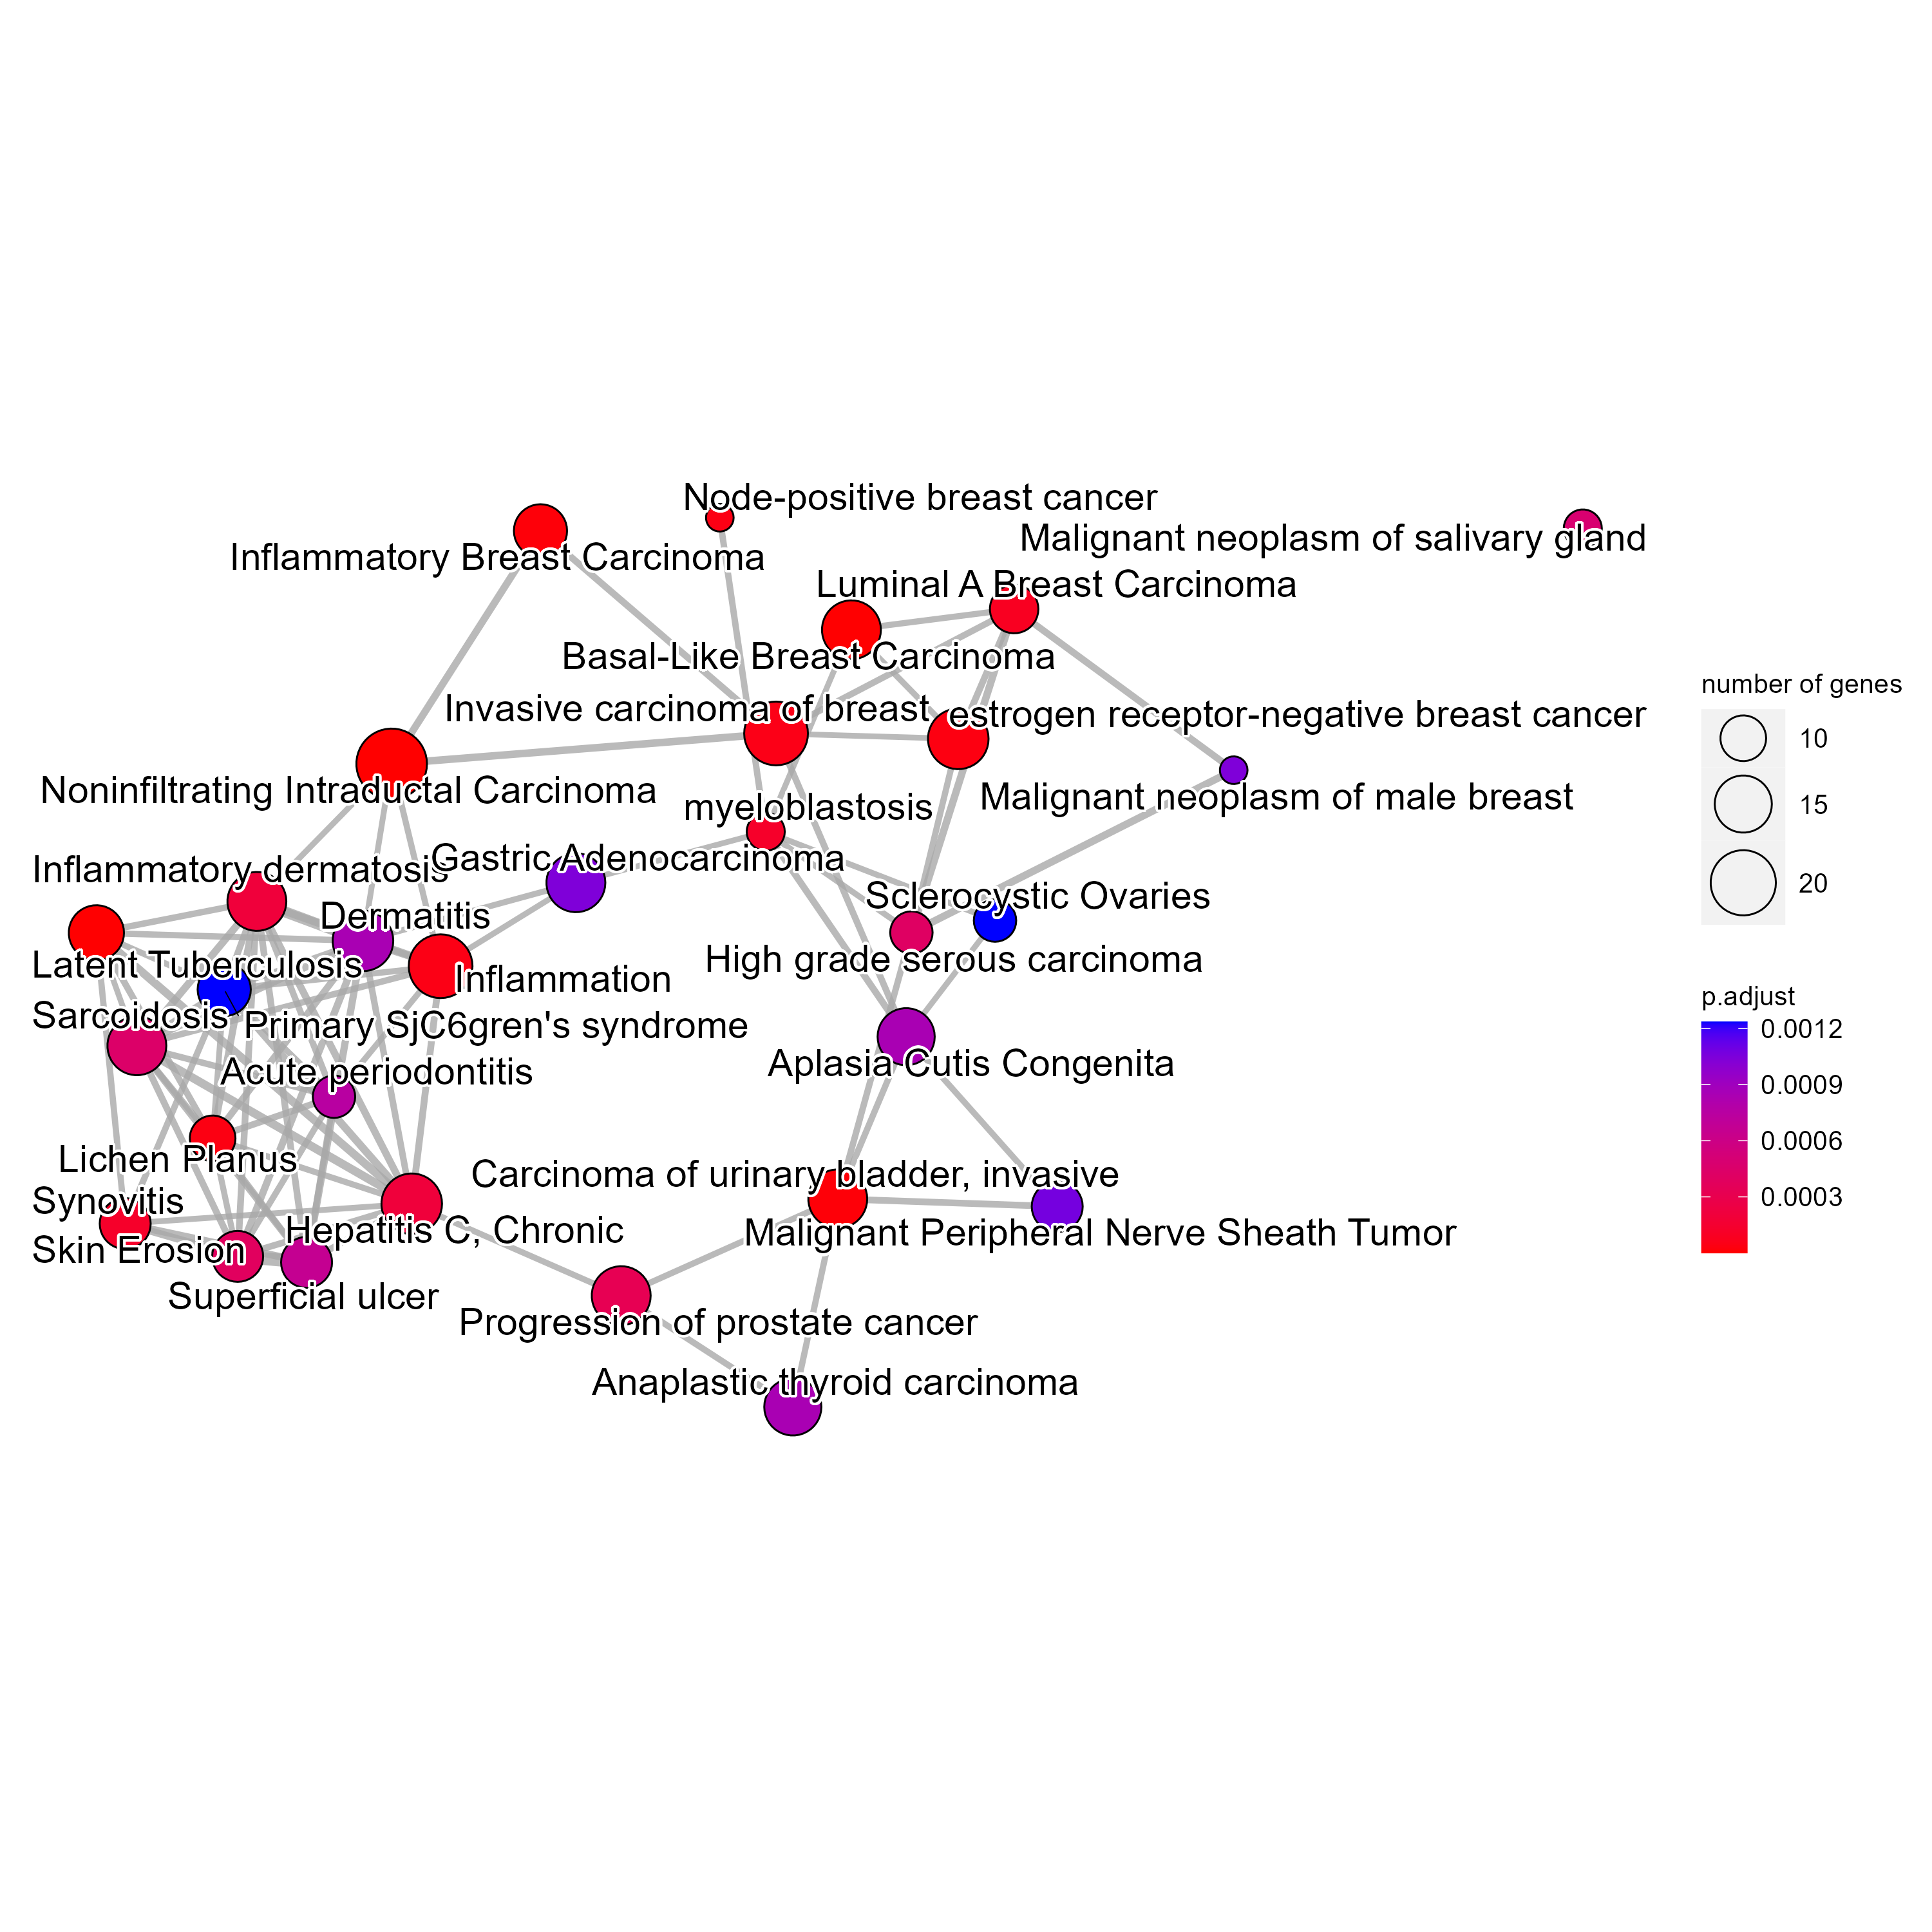 Node-positive breast cancer
Malignant neoplasm of salivary gland
Inflammatory Breast Carcinoma
Luminal A Breast Carcinoma
Basal-Like Breast Carcinoma
Invasive carcinoma of breast
estrogen receptor-negative breast cancer
Noninfiltrating Intraductal Carcinoma
Malignant neoplasm of male breast
myeloblastosis
Gastric Adenocarcinoma
Inflammatory dermatosis
Sclerocystic Ovaries
Dermatitis
High grade serous carcinoma
Latent Tuberculosis
Inflammation
Sarcoidosis
Primary SjC6gren's syndrome
Aplasia Cutis Congenita
Acute periodontitis
Lichen Planus
Carcinoma of urinary bladder, invasive
Synovitis
Hepatitis C, Chronic
Malignant Peripheral Nerve Sheath Tumor
Skin Erosion
Superficial ulcer
Progression of prostate cancer
Anaplastic thyroid carcinoma
number of genes
10
15
20
p.adjust
0.0012
0.0009
0.0006
0.0003